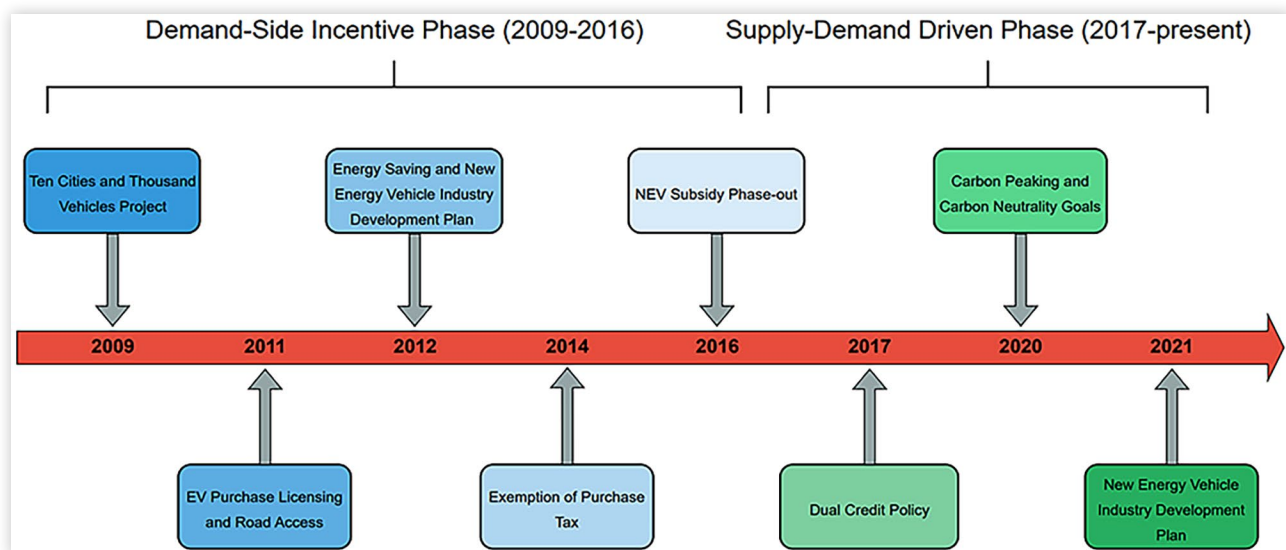 Demand-Side Incentive Phase (2009-2016)
Supply-Demand Driven Phase (2017-present)
Ten Cities and Thousand
Vehicles Project
Energy Saving and New
Energy Vehicle Industry
Development Plan
NEV Subsidy Phase-out
Carbon Peaking and
Carbon Neutrality Goals
2009
2011
2012
2014
2016
2017
2020
2021
EV Purchase Licensing
and Road Access
Exemption of Purchase
Tax
Dual Credit Policy
New Energy Vehicle
Industry Development
Plan